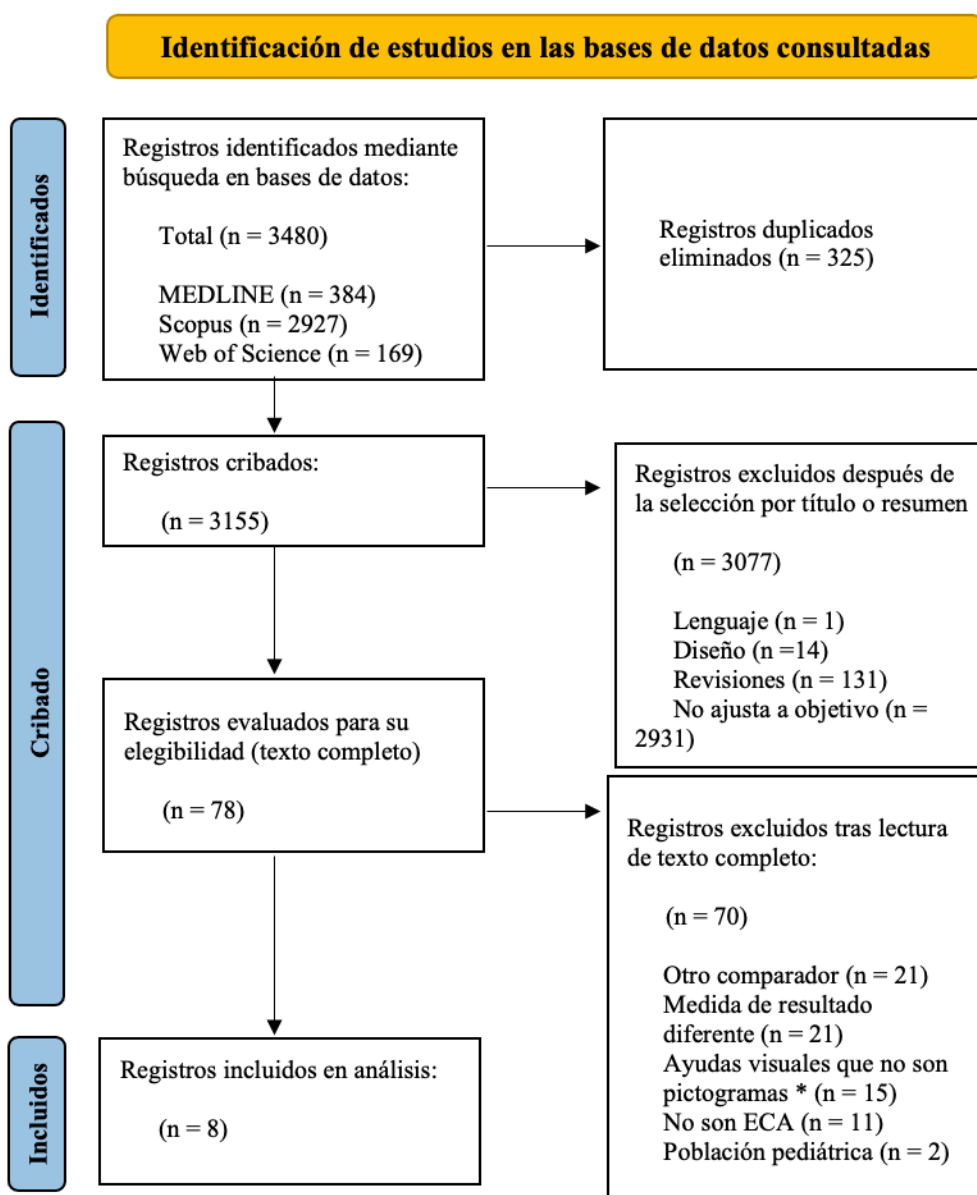 Identificación de estudios en las bases de datos consultadas
Identificados
Registros identificados mediante
búsqueda en bases de datos:
Total (n = 3480)
MEDLINE (n = 384)
Scopus (n = 2927)
Web of Science (n = 169)
Registros duplicados
eliminados (n = 325)
Cribado
Registros cribados:
(n = 3155)
Registros excluidos después de
la selección por título o resumen
(n = 3077)
Lenguaje (n = 1)
Diseño (n =14)
Revisiones (n = 131)
No ajusta a objetivo (n =
2931)
Registros evaluados para su
elegibilidad (texto completo)
(n = 78)
Registros excluidos tras lectura
de texto completo:
(n = 70)
Otro comparador (n = 21)
Medida de resultado
diferente (n = 21)
Ayudas visuales que no son
pictogramas * (n = 15)
No son ECA (n = 11)
Población pediátrica (n = 2)
Incluidos
Registros incluidos en análisis:
(n = 8)